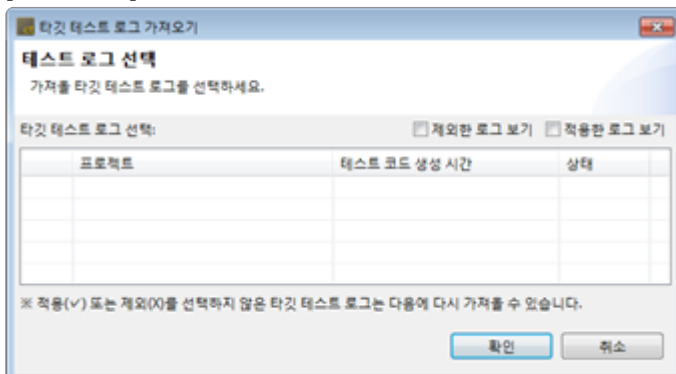 타깃 테스트 로그 가져오기
테스트 로그 선택
가져올 타깃 테스트 로그를 선택하세요.
타깃 테스트 로그 선택: 제외한 로그 보기 적용한 로그 보기
프로젝트 테스트 코드 생성 시간 상태
※ 적용(✓) 또는 제외(X)를 선택하지 않은 타깃 테스트 로그는 다음에 다시 가져올 수 있습니다.
확인 취소